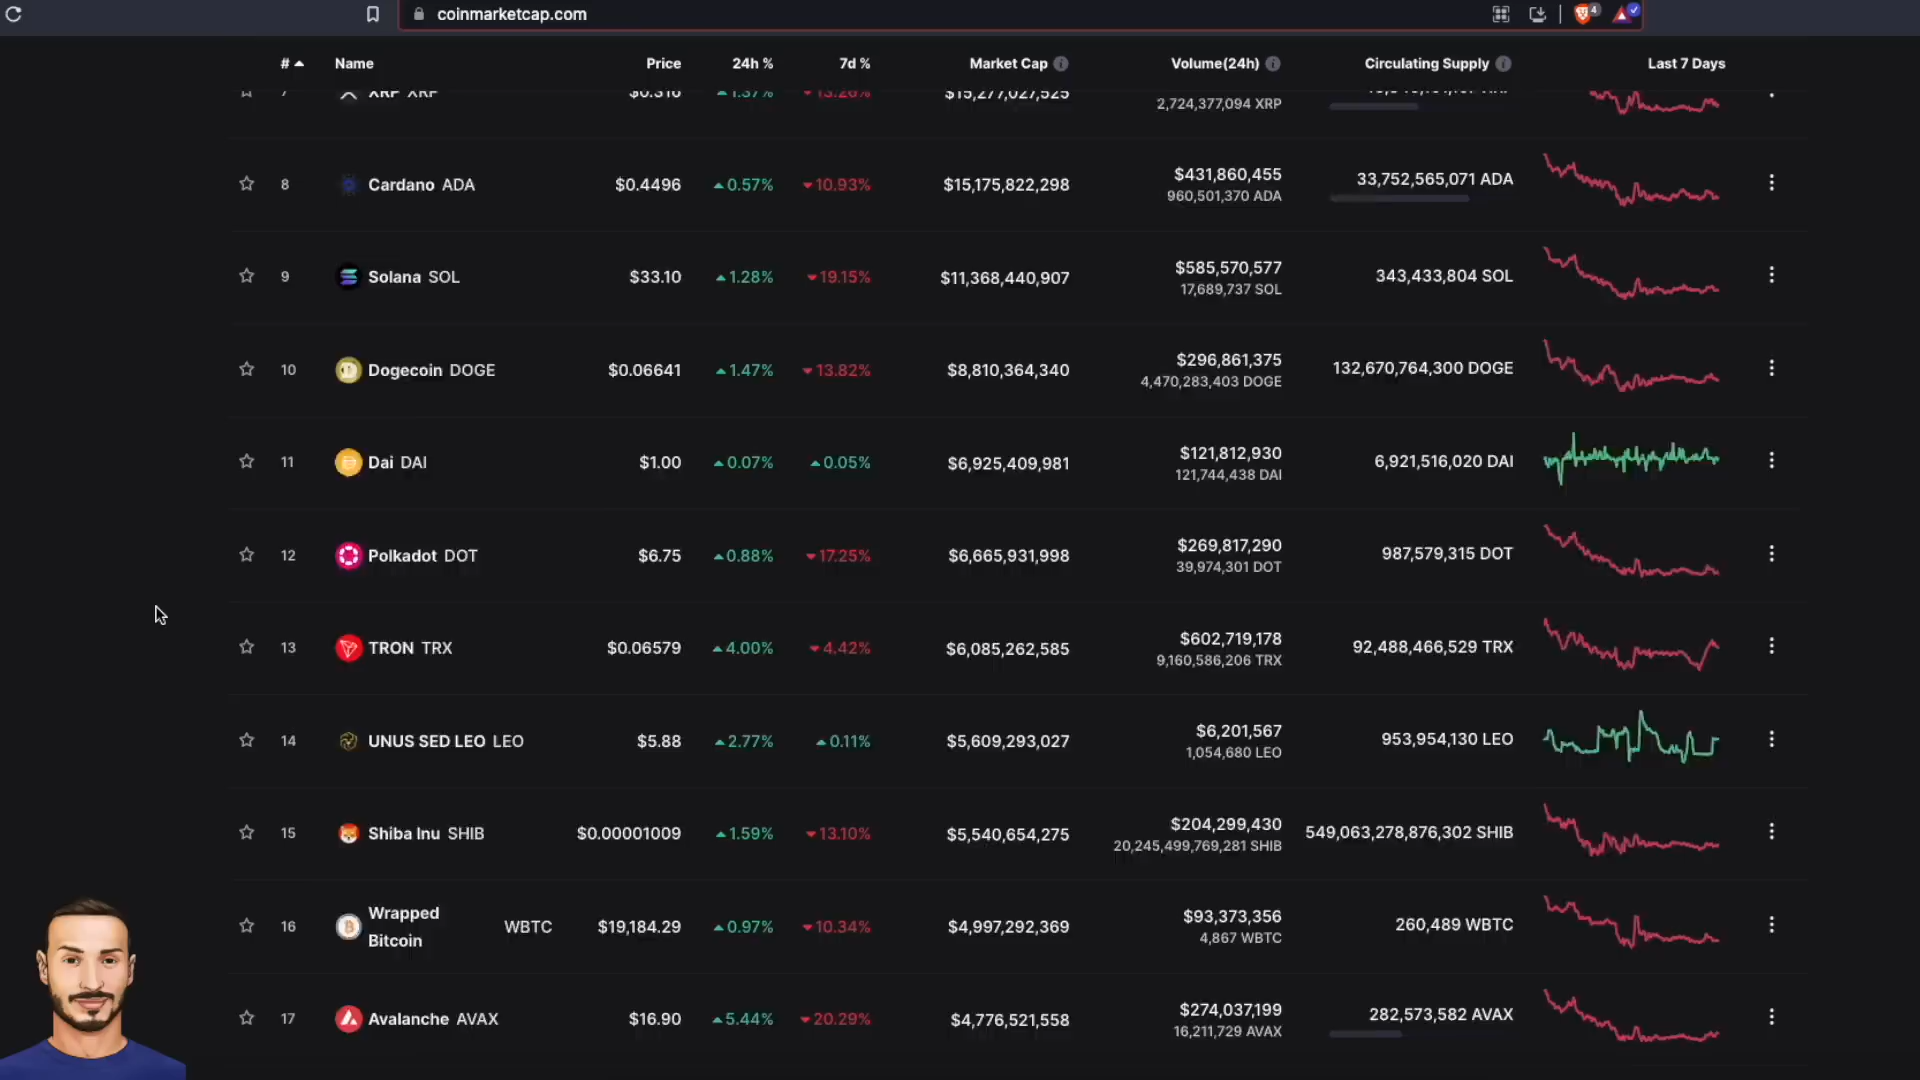 coinmarketcap.com
4
# Name Price 24h % 7d % Market Cap Volume(24h) Circulating Supply Last 7 Days
7 XRP XRP $0.316 1.37% 13.26% $15,277,027,525
2,724,377,094 XRP
8 Cardano ADA $0.4496 0.57% 10.93% $15,175,822,298 $431,860,455 33,752,565,071 ADA
960,501,370 ADA
9 Solana SOL $33.10 1.28% 19.15% $11,368,440,907 $585,570,577 343,433,804 SOL
17,689,737 SOL
10 Dogecoin DOGE $0.06641 1.47% 13.82% $8,810,364,340 $296,861,375 132,670,764,300 DOGE
4,470,283,403 DOGE
11 Dai DAI $1.00 0.07% 0.05% $6,925,409,981 $121,812,930 6,921,516,020 DAI
121,744,438 DAI
12 Polkadot DOT $6.75 0.88% 17.25% $6,665,931,998 $269,817,290 987,579,315 DOT
39,974,301 DOT
13 TRON TRX $0.06579 4.00% 4.42% $6,085,262,585 $602,719,178 92,488,466,529 TRX
9,160,586,206 TRX
14 UNUS SED LEO LEO $5.88 2.77% 0.11% $5,609,293,027 $6,201,567 953,954,130 LEO
1,054,680 LEO
15 Shiba Inu SHIB $0.00001009 1.59% 13.10% $5,540,654,275 $204,299,430 549,063,278,876,302 SHIB
20,245,499,769,281 SHIB
16 Wrapped Bitcoin WBTC $19,184.29 0.97% 10.34% $4,997,292,369 $93,373,356 260,489 WBTC
4,867 WBTC
17 Avalanche AVAX $16.90 5.44% 20.29% $4,776,521,558 $274,037,199 282,573,582 AVAX
16,211,729 AVAX